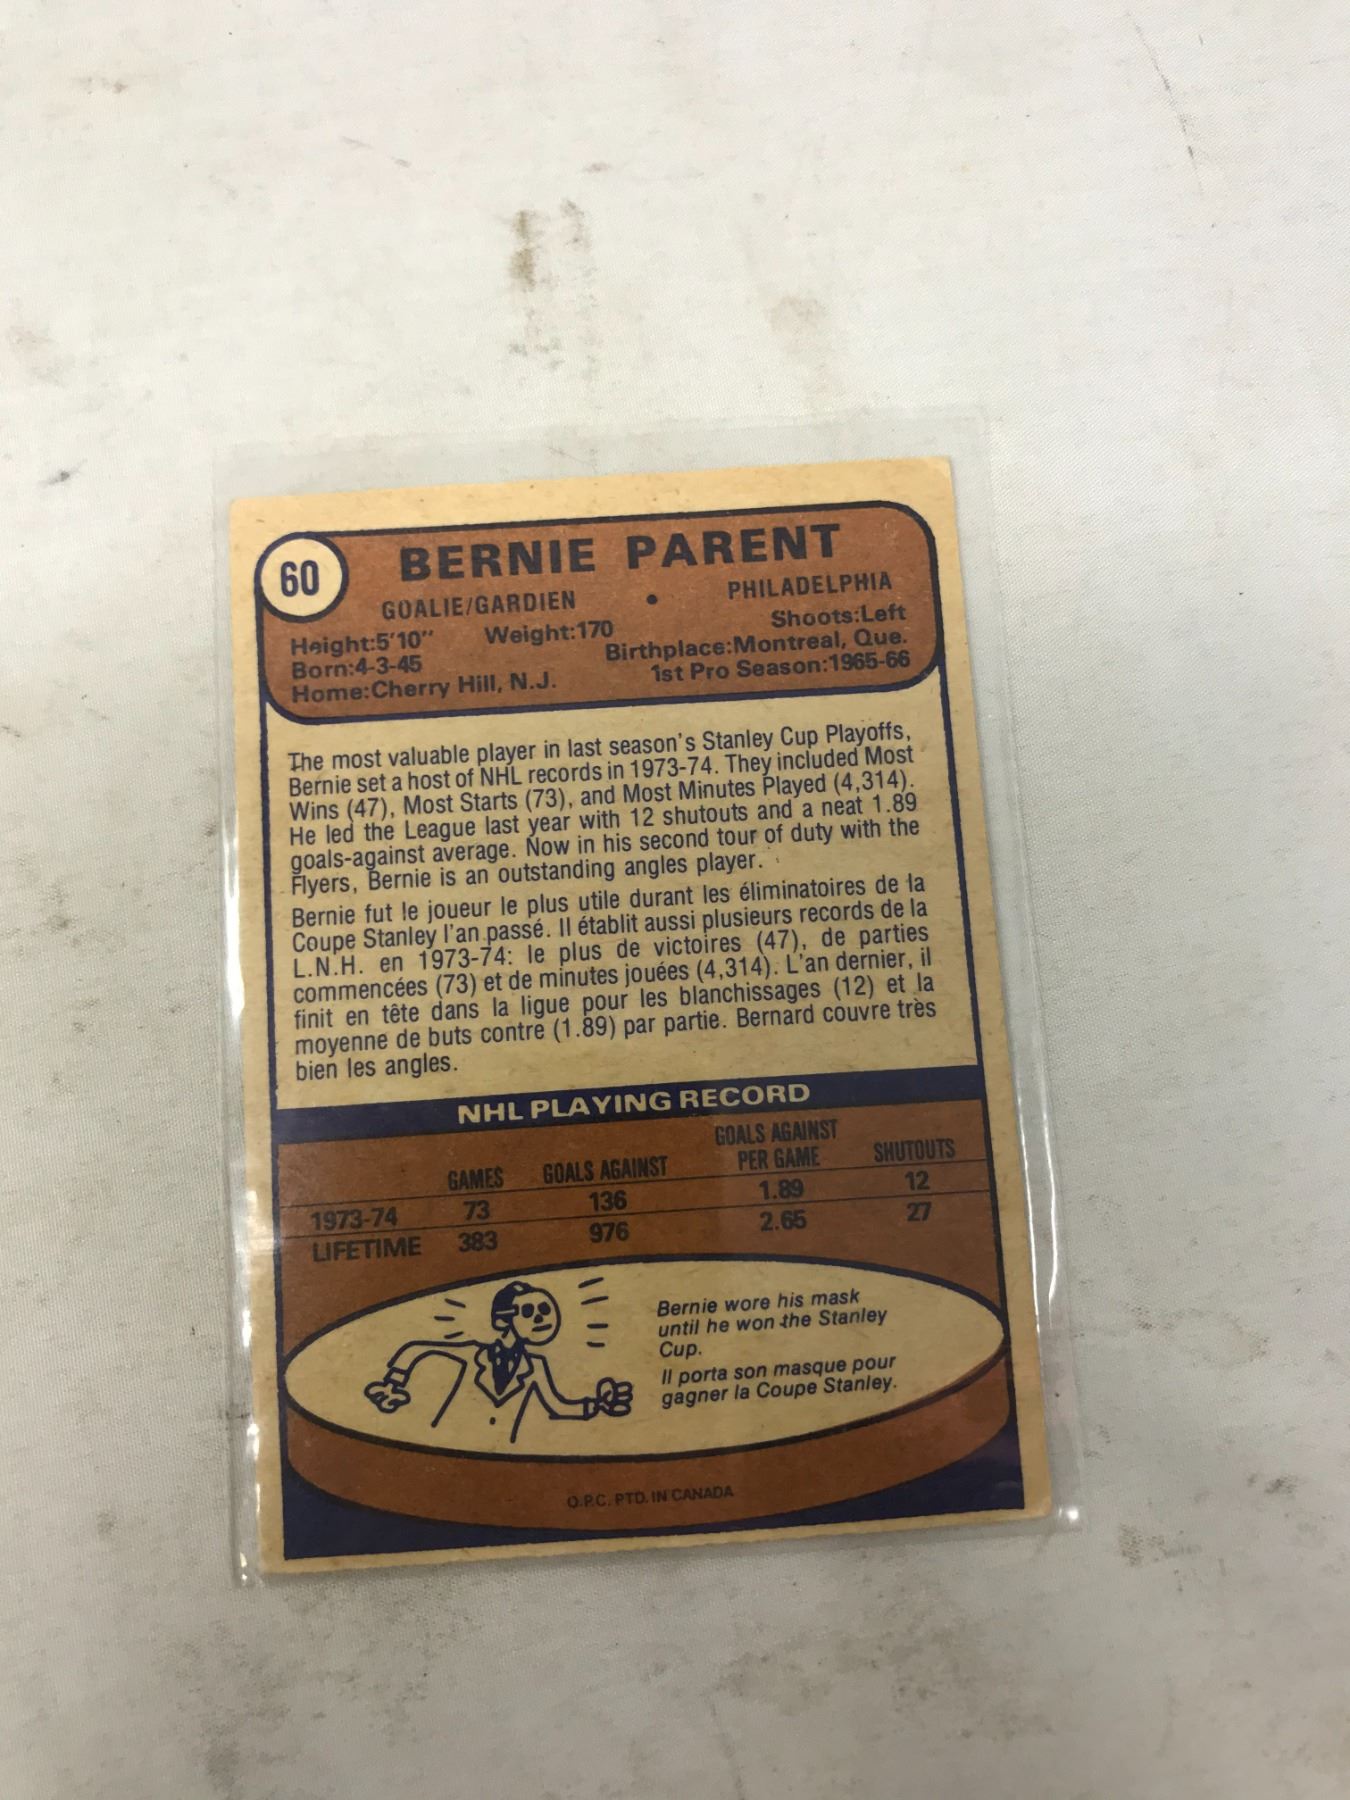 60
BERNIE PARENT
GOALIE/GARDIEN • PHILADELPHIA
Height:5'10" Weight:170 Shoots:Left
Born:4-3-45 Birthplace:Montreal, Que.
Home:Cherry Hill, N.J. 1st Pro Season:1965-66
The most valuable player in last season's Stanley Cup Playoffs,
Bernie set a host of NHL records in 1973-74. They included Most
Wins (47), Most Starts (73), and Most Minutes Played (4,314).
He led the League last year with 12 shutouts and a neat 1.89
goals-against average. Now in his second tour of duty with the
Flyers, Bernie is an outstanding angles player.
Bernie fut le joueur le plus utile durant les éliminatoires de la
Coupe Stanley l'an passé. Il établit aussi plusieurs records de la
L.N.H. en 1973-74: le plus de victoires (47), de parties
commencées (73) et de minutes jouées (4,314). L'an dernier, il
finit en tête dans la ligue pour les blanchissages (12) et la
moyenne de buts contre (1.89) par partie. Bernard couvre très
bien les angles.
NHL PLAYING RECORD
GAMES GOALS AGAINST GOALS AGAINST PER GAME SHUTOUTS
1973-74 73 136 1.89 12
LIFETIME 383 976 2.65 27
Bernie wore his mask
until he won the Stanley
Cup.
Il porta son masque pour
gagner la Coupe Stanley.
O.P.C. PTD. IN CANADA